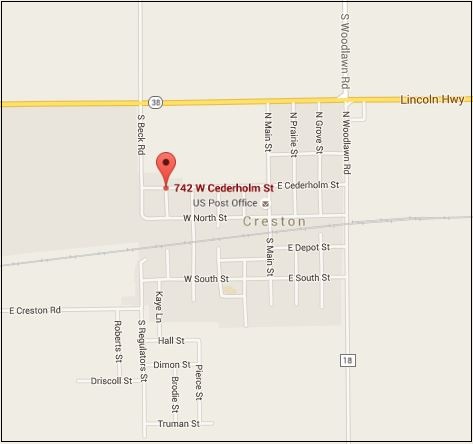 S Woodlawn Rd
38
Lincoln Hwy
S Beck Rd
N Main St
N Prairie St
N Grove St
N Woodlawn Rd
742 W Cederholm St
E Cederholm St
US Post Office
W North St
Creston
S Main St
E Depot St
W South St
E South St
E Creston Rd
Kaye Ln
Roberts St
S Regulators St
Hall St
18
Dimon St
Pierce St
Driscoll St
Brodie St
Truman St